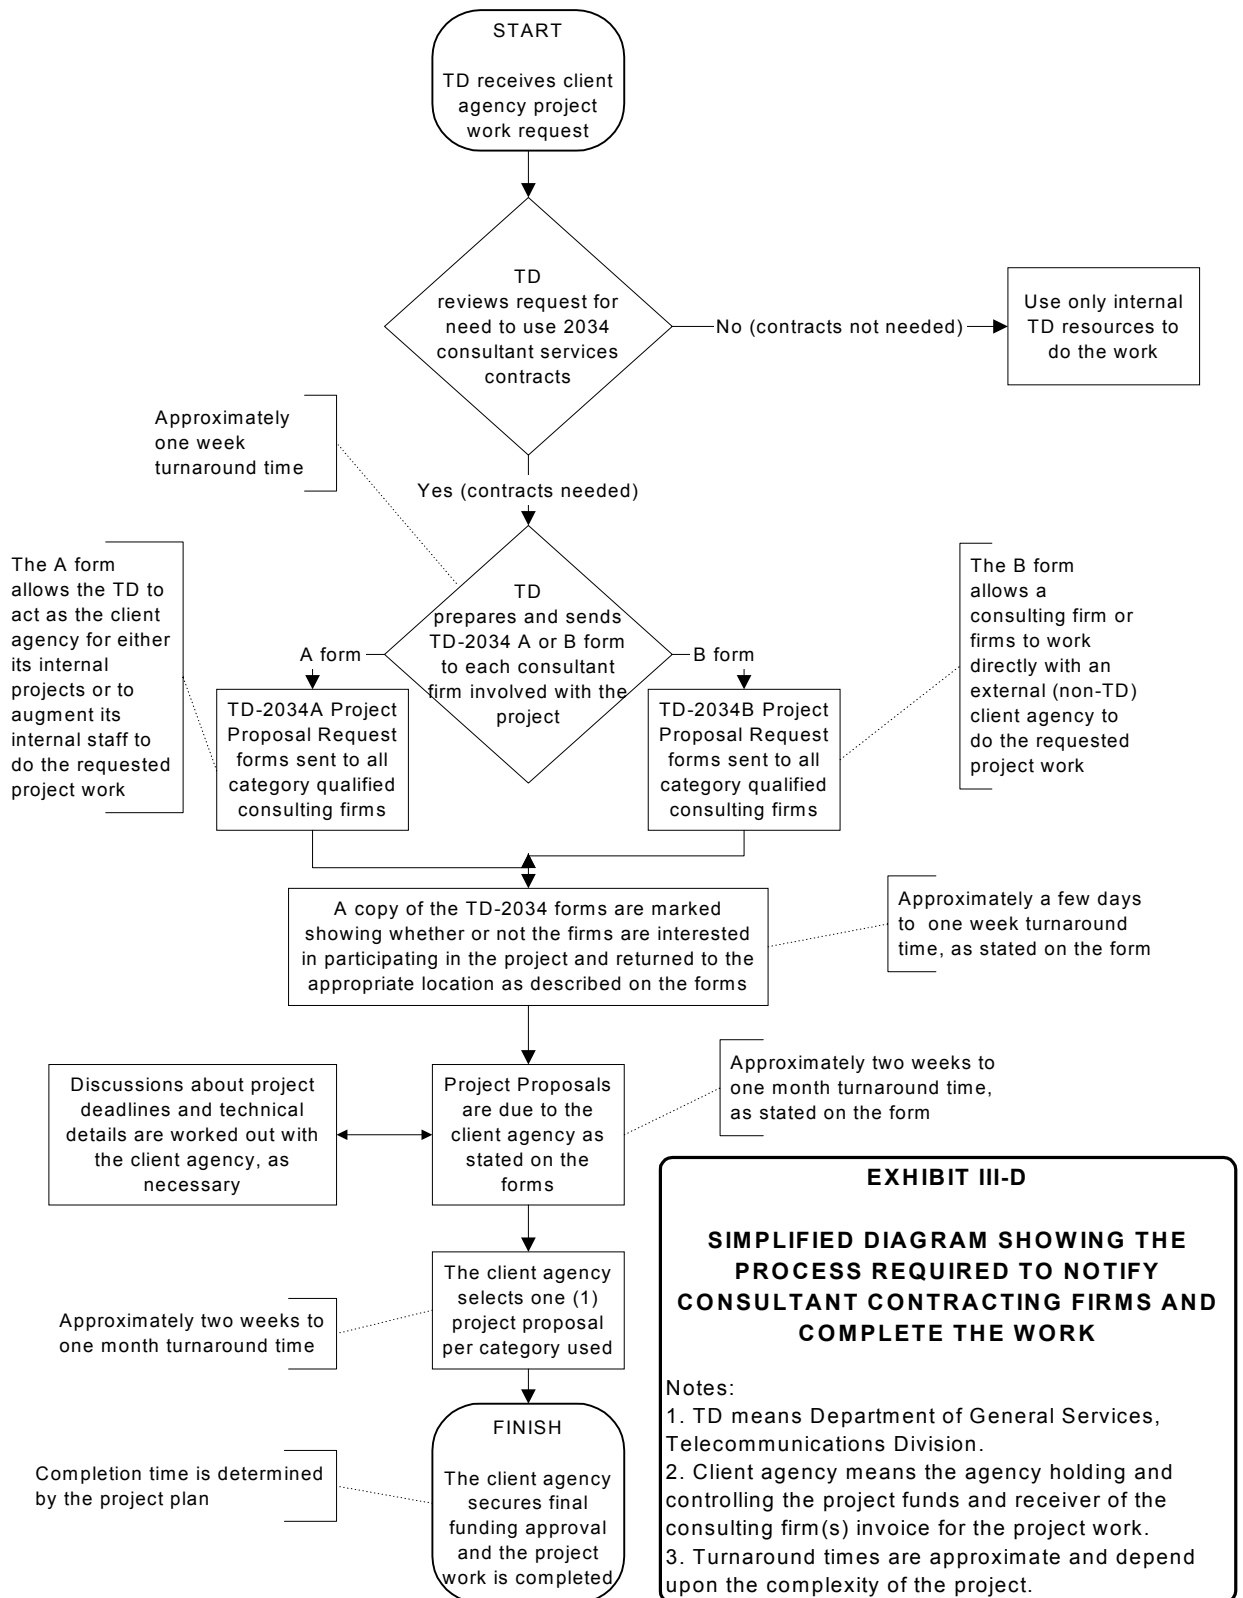 START
TD receives client
agency project
work request
TD
reviews request for
need to use 2034
consultant services
contracts
No (contracts not needed)
Use only internal
TD resources to
do the work
Approximately
one week
turnaround time
Yes (contracts needed)
The A form
allows the TD to
act as the client
agency for either
its internal
projects or to
augment its
internal staff to
do the requested
project work
TD
prepares and sends
TD-2034 A or B form
to each consultant
firm involved with the
project
A form
B form
The B form
allows a
consulting firm or
firms to work
directly with an
external (non-TD)
client agency to
do the requested
project work
TD-2034A Project
Proposal Request
forms sent to all
category qualified
consulting firms
TD-2034B Project
Proposal Request
forms sent to all
category qualified
consulting firms
A copy of the TD-2034 forms are marked
showing whether or not the firms are interested
in participating in the project and returned to the
appropriate location as described on the forms
Approximately a few days
to one week turnaround
time, as stated on the form
Discussions about project
deadlines and technical
details are worked out with
the client agency, as
necessary
Project Proposals
are due to the
client agency as
stated on the
forms
Approximately two weeks to
one month turnaround time,
as stated on the form
The client agency
selects one (1)
project proposal
per category used
Approximately two weeks to
one month turnaround time
FINISH
The client agency
secures final
funding approval
and the project
work is completed
Completion time is determined
by the project plan
EXHIBIT III-D
SIMPLIFIED DIAGRAM SHOWING THE
PROCESS REQUIRED TO NOTIFY
CONSULTANT CONTRACTING FIRMS AND
COMPLETE THE WORK
Notes:
1. TD means Department of General Services,
Telecommunications Division.
2. Client agency means the agency holding and
controlling the project funds and receiver of the
consulting firm(s) invoice for the project work.
3. Turnaround times are approximate and depend
upon the complexity of the project.